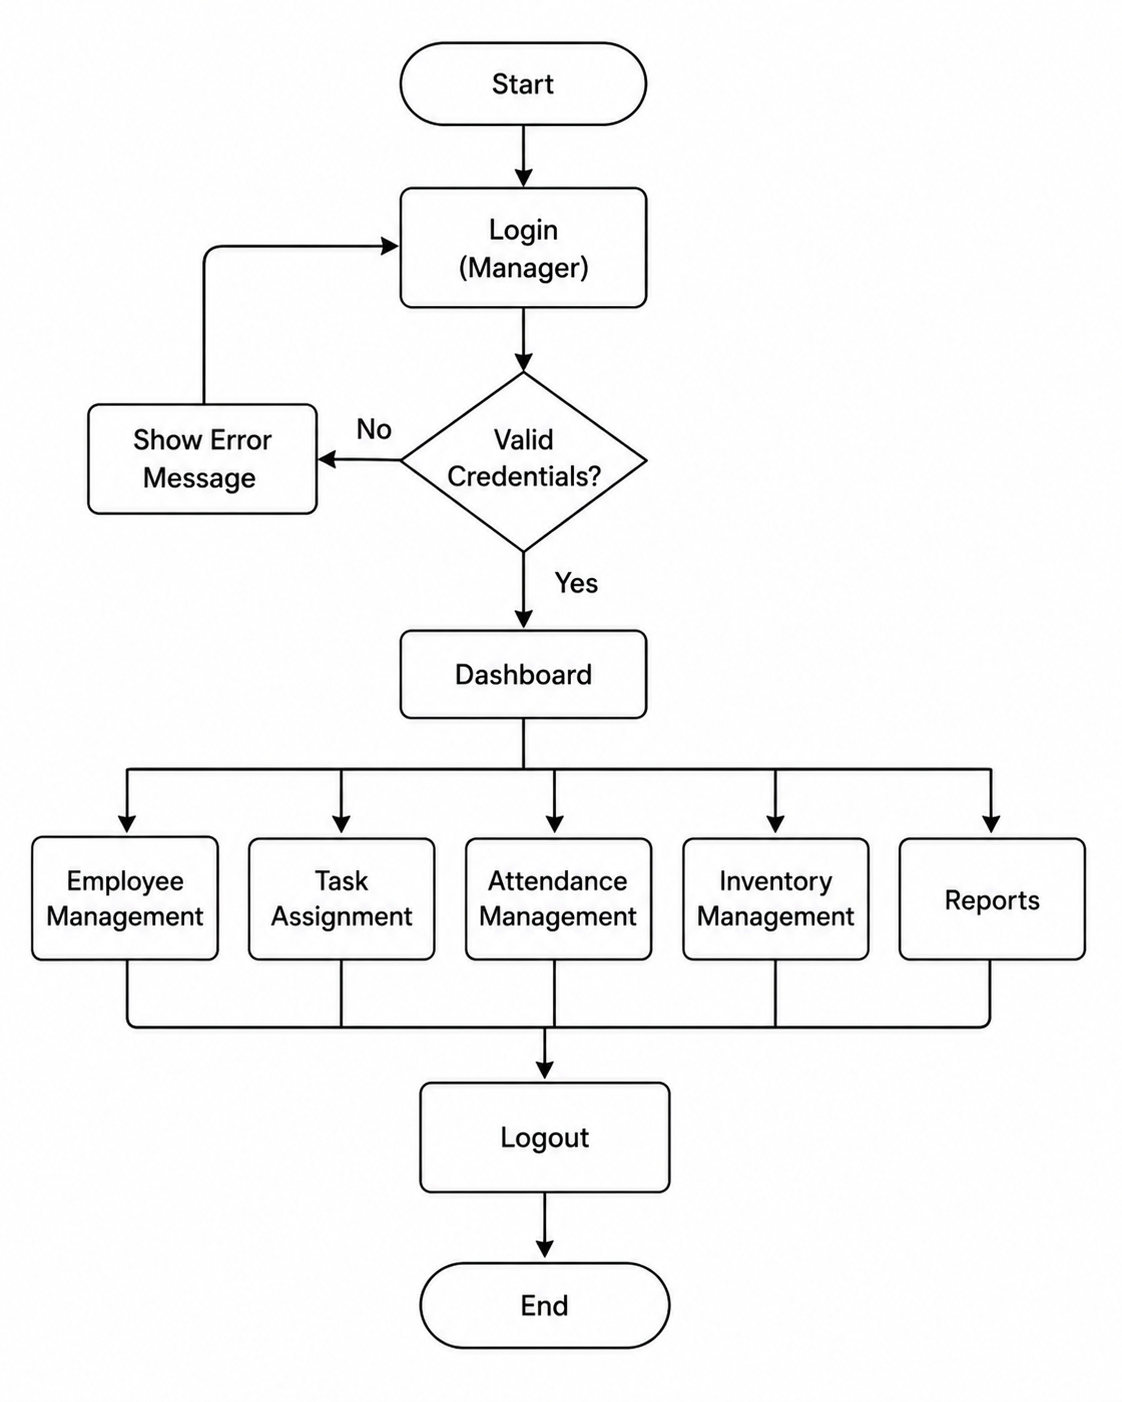 Start
Login
(Manager)
Valid
Credentials?
No
Show Error
Message
Yes
Dashboard
Employee
Management
Task
Assignment
Attendance
Management
Inventory
Management
Reports
Logout
End